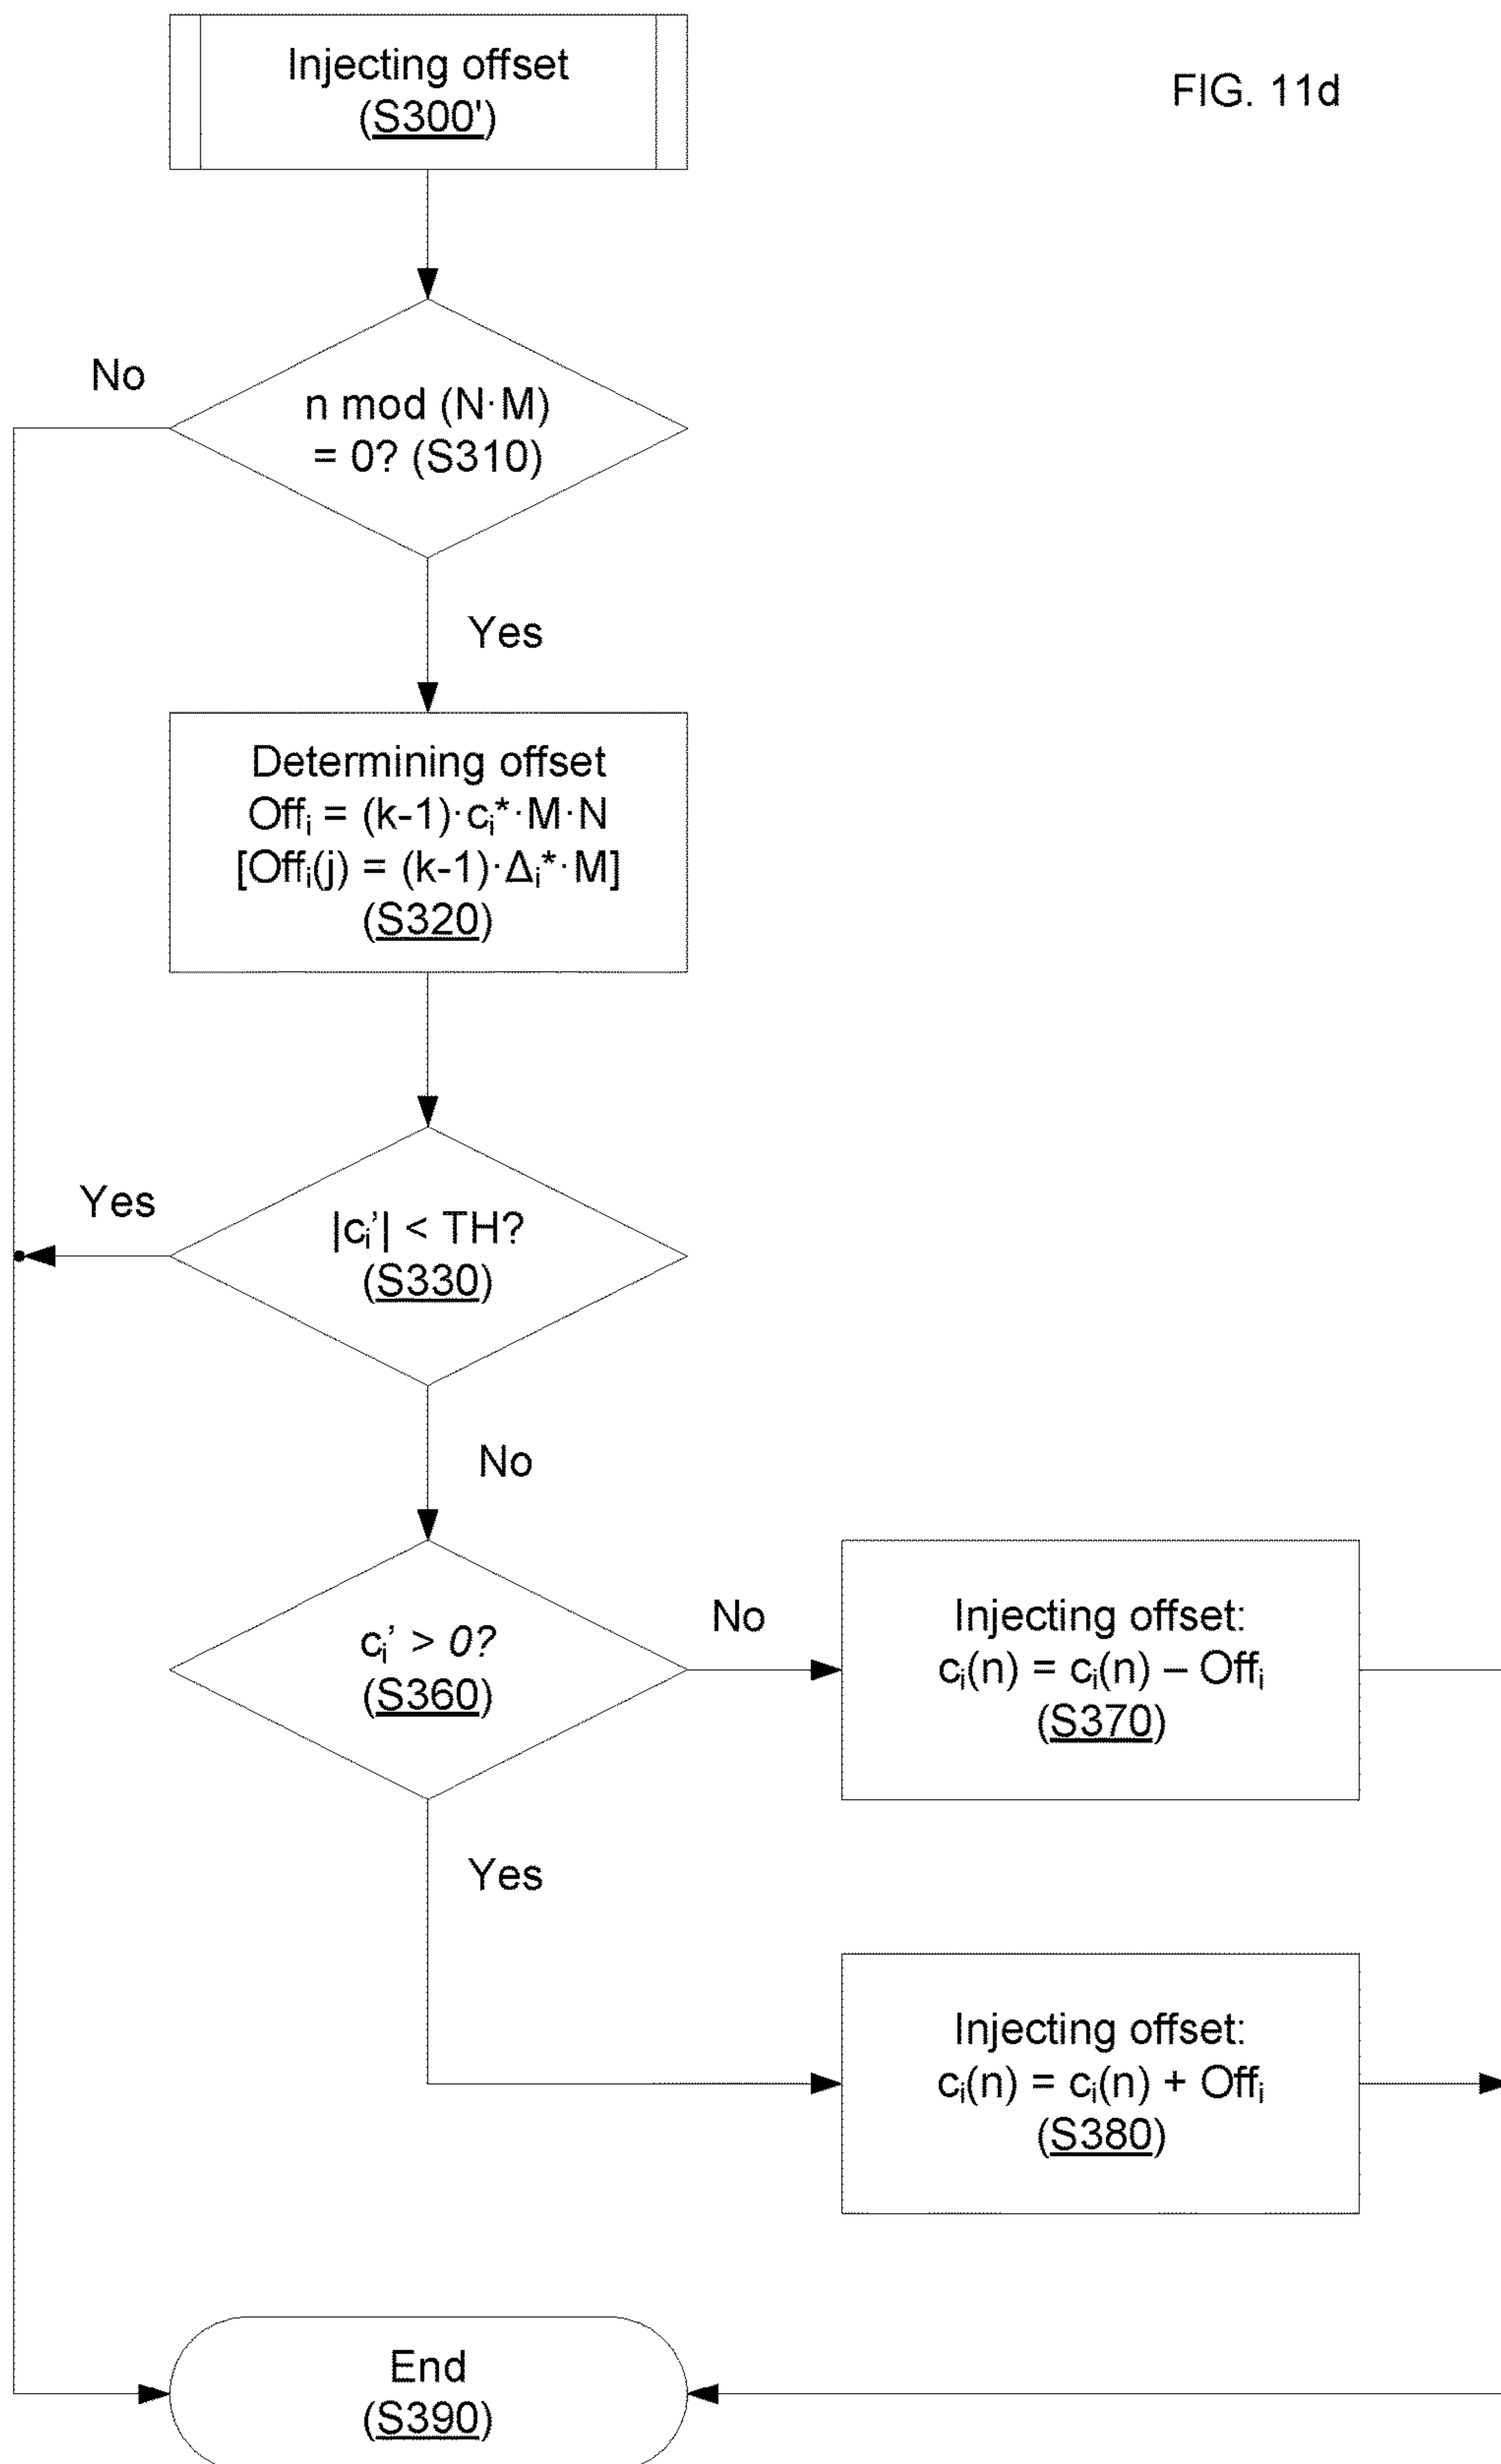 Injecting offset
(S300')
FIG. 11d
No
n mod (N·M)
= 0? (S310)
Yes
Determining offset
Offᵢ = (k-1)·cᵢ*·M·N
[Offᵢ(j) = (k-1)·Δᵢ*·M]
(S320)
Yes
|cᵢ’| < TH?
(S330)
No
cᵢ’ > 0?
(S360)
No
Injecting offset:
cᵢ(n) = cᵢ(n) – Offᵢ
(S370)
Yes
Injecting offset:
cᵢ(n) = cᵢ(n) + Offᵢ
(S380)
End
(S390)